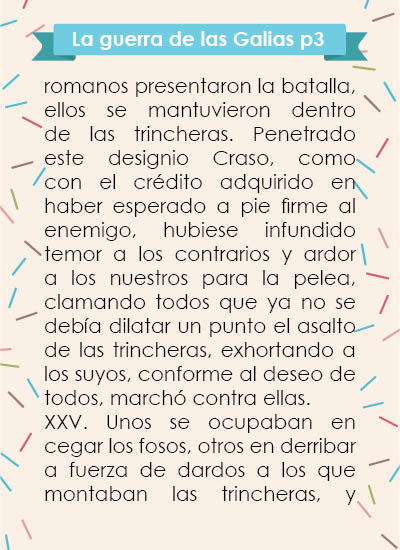 La guerra de las Galias p3
romanos presentaron la batalla,
ellos se mantuvieron dentro
de las trincheras. Penetrado
este designio Craso, como
con el crédito adquirido en
haber esperado a pie firme al
enemigo, hubiese infundido
temor a los contrarios y ardor
a los nuestros para la pelea,
clamando todos que ya no se
debía dilatar un punto el asalto
de las trincheras, exhortando a
los suyos, conforme al deseo de
todos, marchó contra ellas.
XXV. Unos se ocupaban en
cegar los fosos, otros en derribar
a fuerza de dardos a los que
montaban las trincheras, y